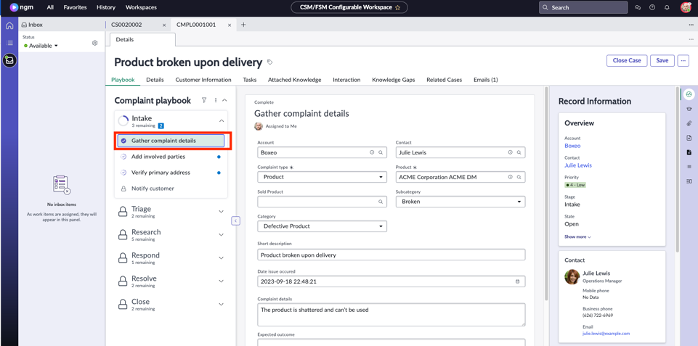 ngm All Favorites History Workspaces CSM/FSM Configurable Workspace Search
Inbox
CS0020002 CMPL0001001
Status
Available
Details
Product broken upon delivery
Close Case Save
Playbook Details Customer Information Tasks Attached Knowledge Interaction Knowledge Gaps Related Cases Emails (1)
No inbox items
As work items are assigned, they will appear in this panel.
Complaint playbook
Intake
3 remaining 2
Gather complaint details
Add involved parties
Verify primary address
Notify customer
Triage
2 remaining
Research
2 remaining
Respond
2 remaining
Resolve
2 remaining
Close
2 remaining
Complete
Gather complaint details
Assigned to Me
Account
Boxeo
Contact
Julie Lewis
Complaint type
Product
Product
ACME Corporation ACME DM
Sold Product
Subcategory
Broken
Category
Defective Product
Short description
Product broken upon delivery
Date issue occured
2023-09-18 22:48:21
Complaint details
The product is shattered and can't be used
Expected outcome
Record Information
Overview
Account
Boxeo
Contact
Julie Lewis
Priority
4 - Low
Stage
Intake
State
Open
Show more
Contact
Julie Lewis
Operations Manager
Mobile phone
No Data
Business phone
(626) 722-6969
Email
julie.lewis@example.com